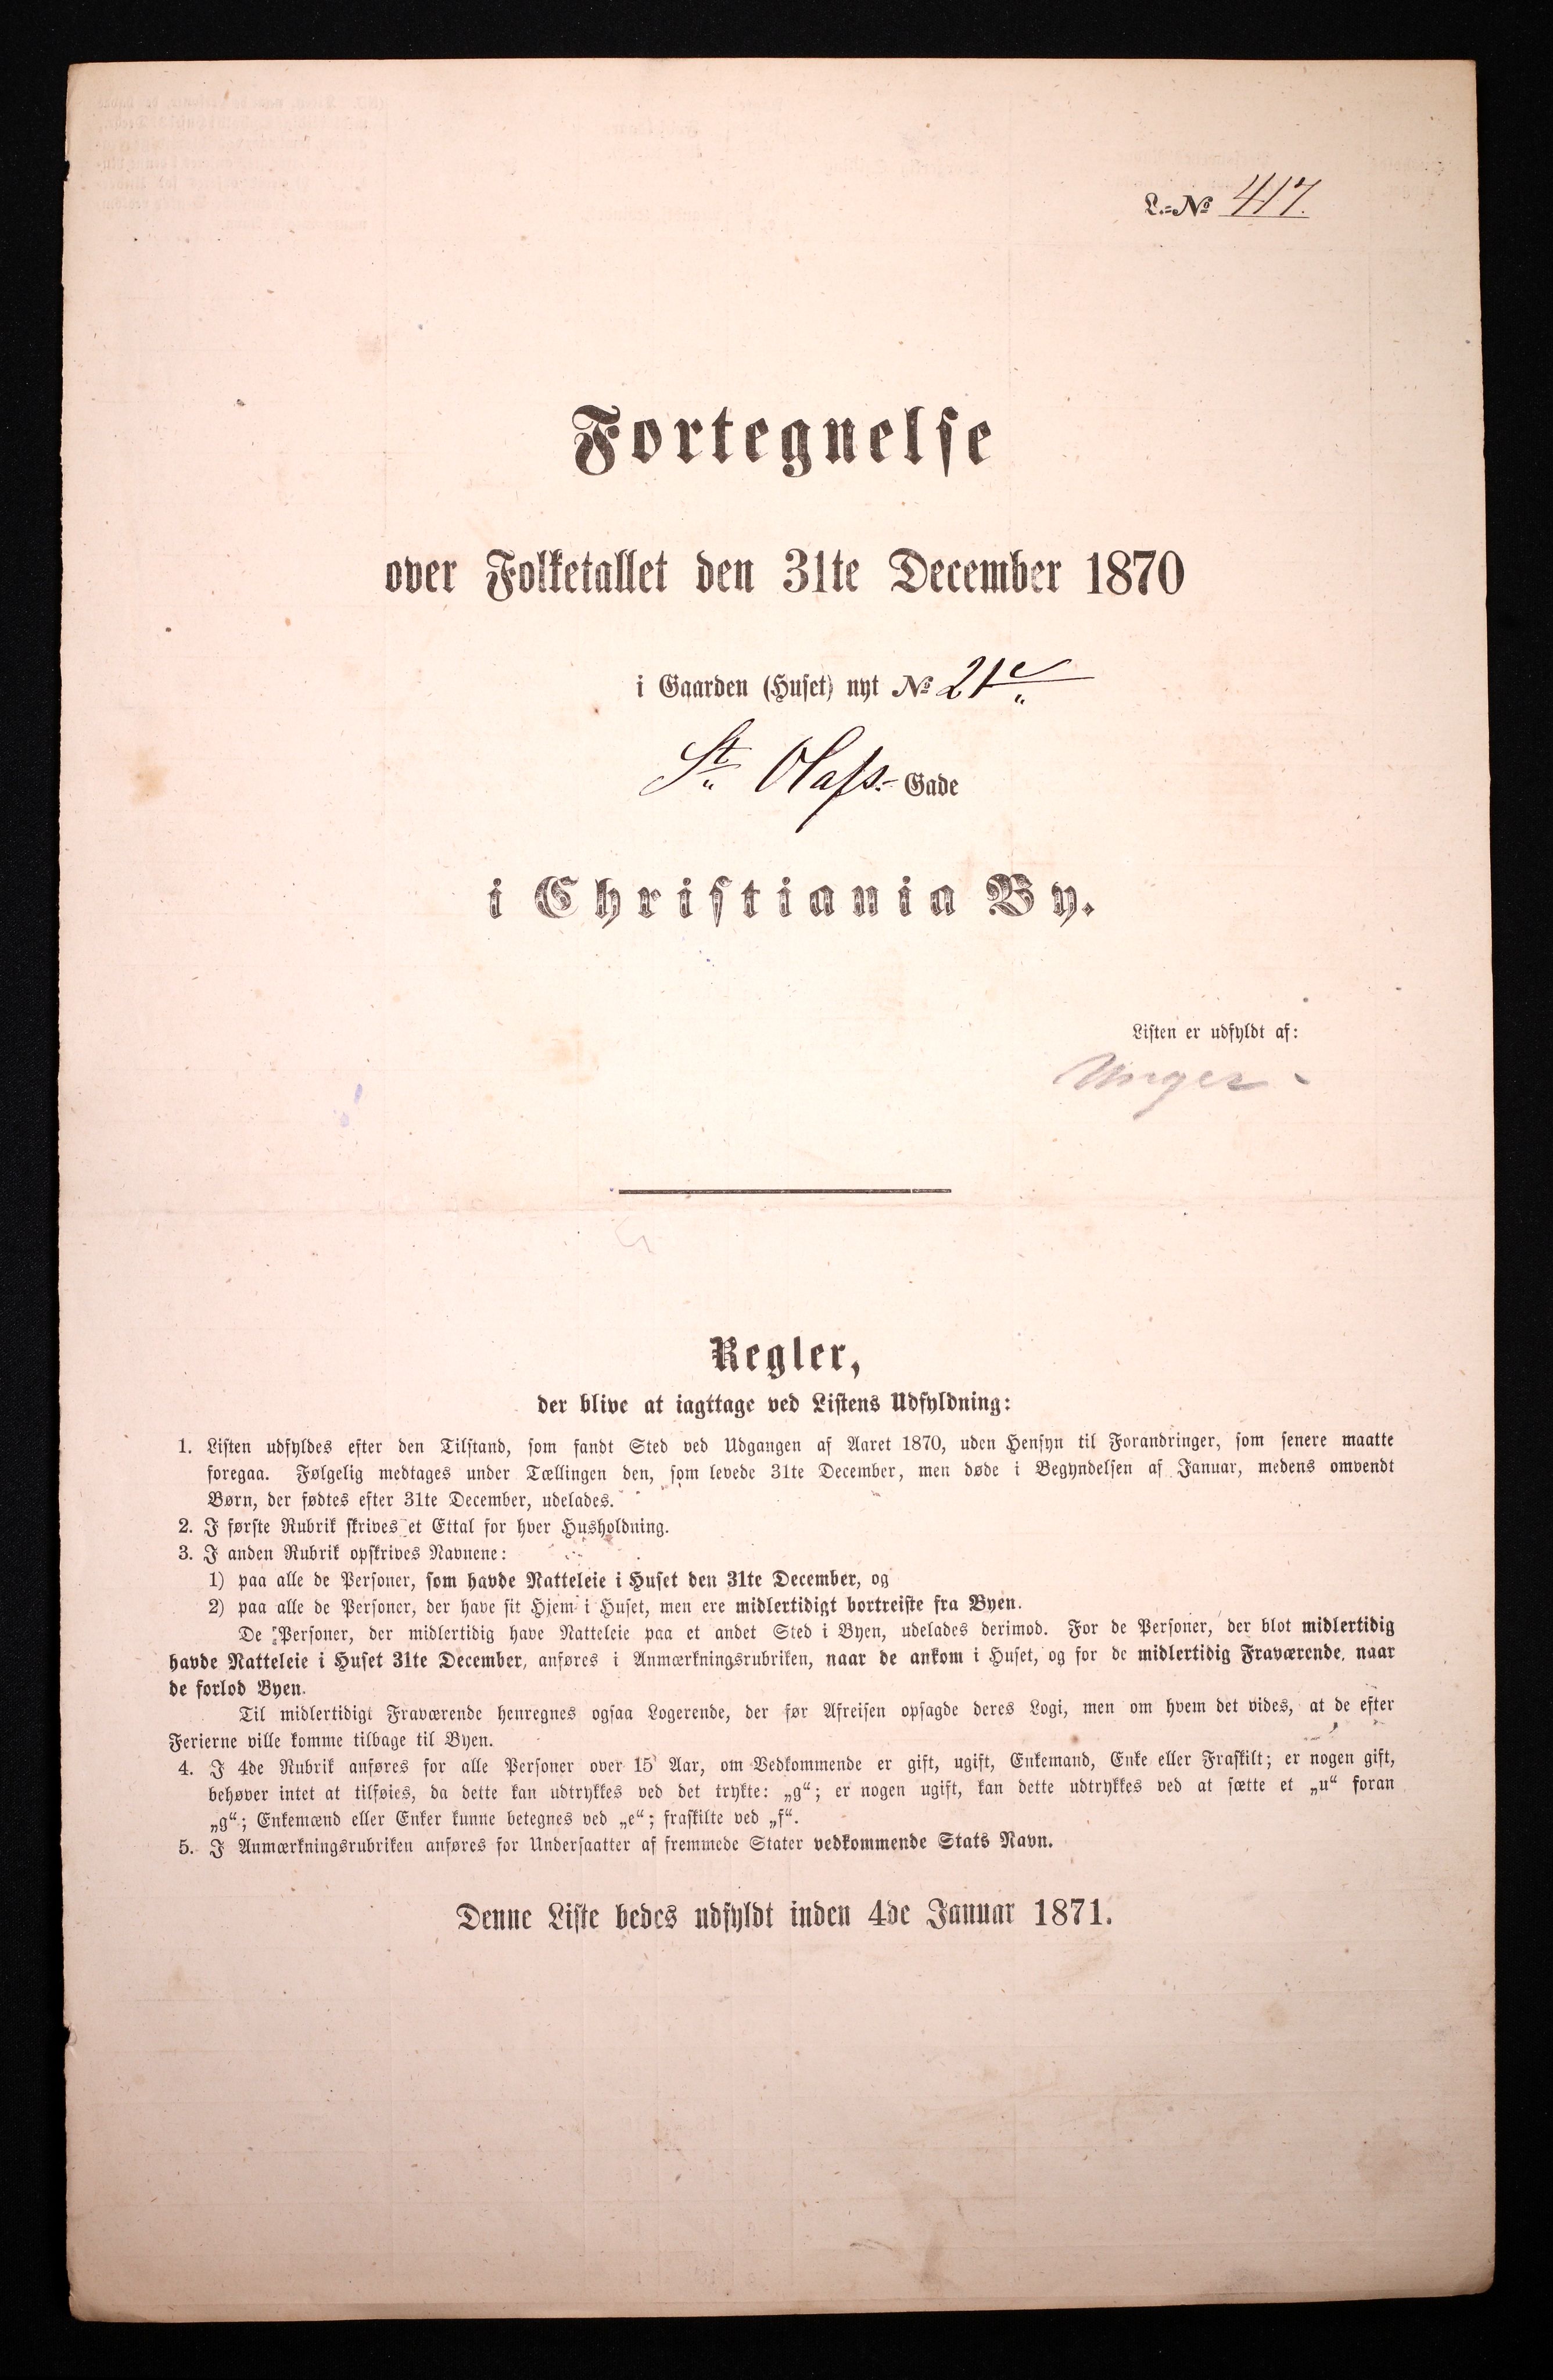 L.-№ 417.
Fortegnelse
over Folketallet den 31te December 1870
i Gaarden (Huset) nyt № 21c
St. Olafs- Gade
i Christiania By.
Listen er udfyldt af:
Unger
Regler,
der blive at iagttage ved Listens Udfyldning:
1. Listen udfyldes efter den Tilstand, som fandt Sted ved Udgangen af Aaret 1870, uden Hensyn til Forandringer, som senere maatte
foregaa. Følgelig medtages under Tællingen den, som levede 31te December, men døde i Begyndelsen af Januar, medens omvendt
Børn, der fødtes efter 31te December, udelades.
2. I første Rubrik skrives et Ettal for hver Husholdning.
3. I anden Rubrik opskrives Navnene:
1) paa alle de Personer, som havde Natteleie i Huset den 31te December, og
2) paa alle de Personer, der have sit Hjem i Huset, men ere midlertidigt bortreiste fra Byen.
De Personer, der midlertidig have Natteleie paa et andet Sted i Byen, udelades derimod. For de Personer, der blot midlertidig
havde Natteleie i Huset 31te December, anføres i Anmærkningsrubriken, naar de ankom i Huset, og for de midlertidig Fraværende, naar
de forlod Byen.
Til midlertidigt Fraværende henregnes ogsaa Logerende, der før Afreisen opsagde deres Logi, men om hvem det vides, at de efter
Ferierne ville komme tilbage til Byen.
4. I 4de Rubrik anføres for alle Personer over 15 Aar, om Vedkommende er gift, ugift, Enkemand, Enke eller Fraskilt; er nogen gift,
behøver intet at tilføies, da dette kan udtrykkes ved det trykte: „g“; er nogen ugift, kan dette udtrykkes ved at sætte et „u“ foran
„g“; Enkemænd eller Enker kunne betegnes ved „e“; fraskilte ved „f“.
5. I Anmærkningsrubriken anføres for Undersaatter af fremmede Stater vedkommende Stats Navn.
Denne Liste bedes udfyldt inden 4de Januar 1871.